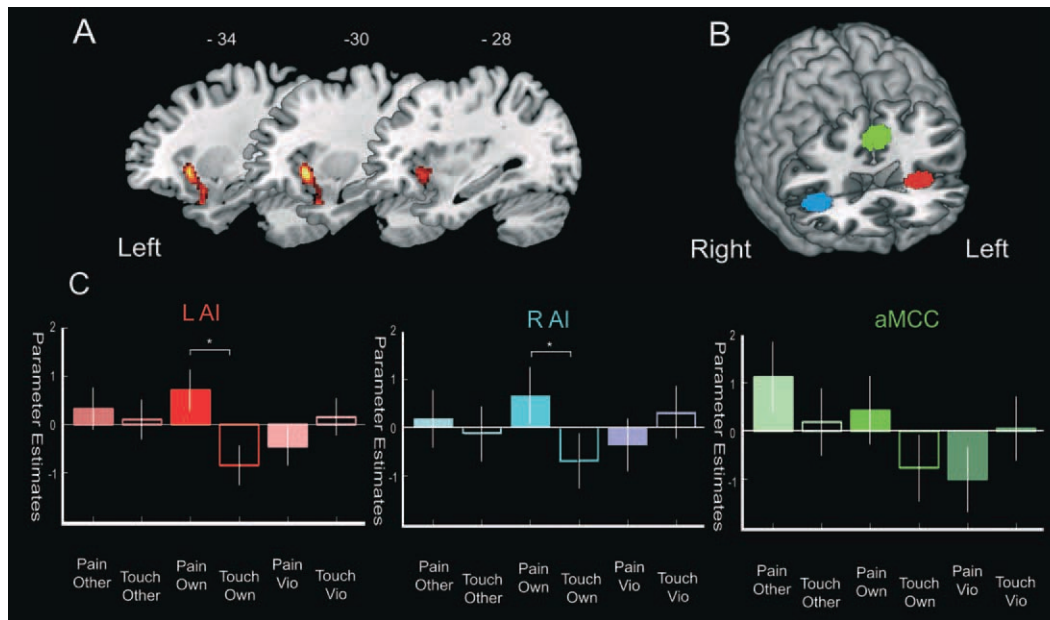 A
- 34
-30
- 28
Left
B
Right
Left
C
L AI
Parameter Estimates
2
1
0
-1
*
Pain Other
Touch Other
Pain Own
Touch Own
Pain Vio
Touch Vio
R AI
Parameter Estimates
2
1
0
-1
*
Pain Other
Touch Other
Pain Own
Touch Own
Pain Vio
Touch Vio
aMCC
Parameter Estimates
2
1
0
-1
Pain Other
Touch Other
Pain Own
Touch Own
Pain Vio
Touch Vio